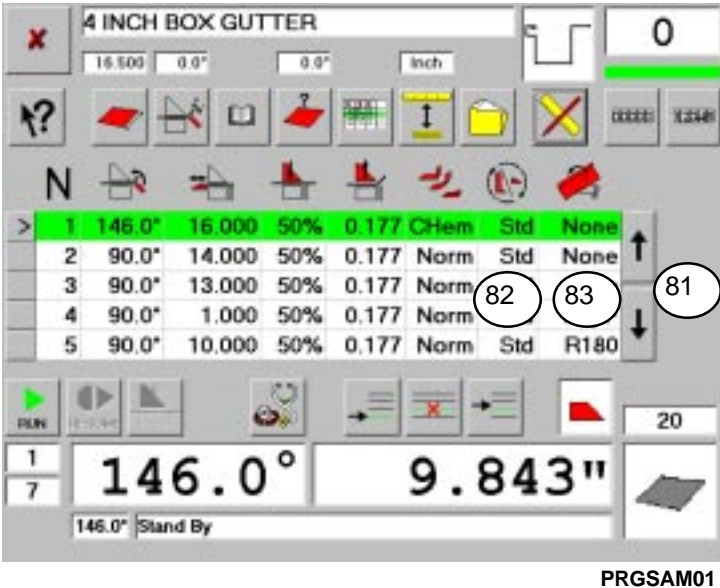 4 INCH BOX GUTTER
0
16.500 0.0° 0.0° Inch
?
?
N
> 1 146.0° 16.000 50% 0.177 CHem Std None
2 90.0° 14.000 50% 0.177 Norm Std None
3 90.0° 13.000 50% 0.177 Norm
82 83 81
4 90.0° 1.000 50% 0.177 Norm
5 90.0° 10.000 50% 0.177 Norm Std R180
RUN
20
1
7
146.0° 9.843"
146.0° Stand By
PRGSAM01